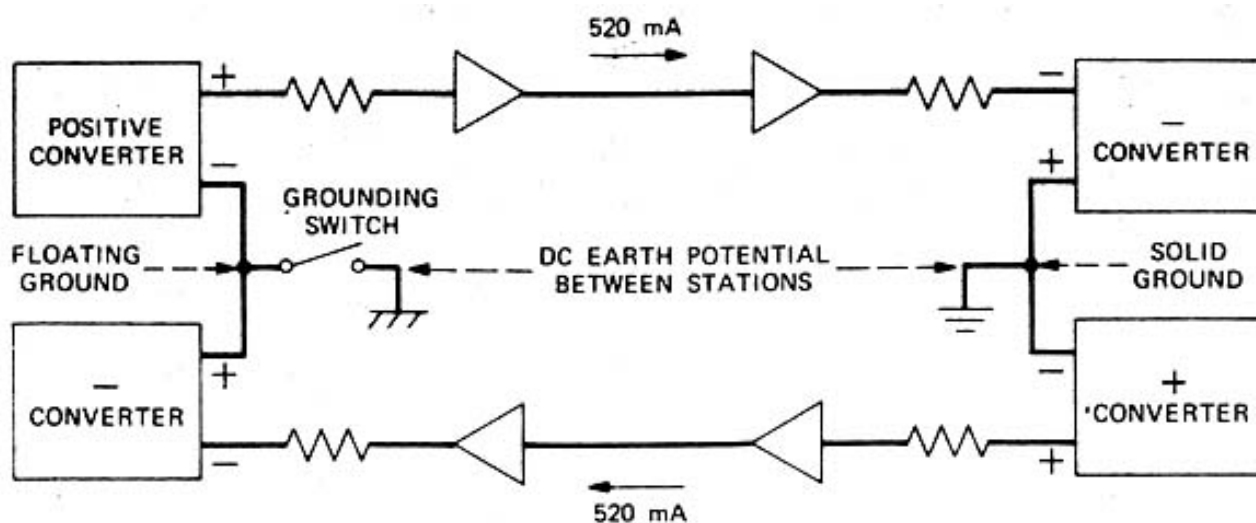 520 mA
+
−
POSITIVE
CONVERTER
−
−
CONVERTER
+
GROUNDING
SWITCH
FLOATING
GROUND
DC EARTH POTENTIAL
BETWEEN STATIONS
SOLID
GROUND
−
CONVERTER
+
−
+
CONVERTER
−
+
520 mA